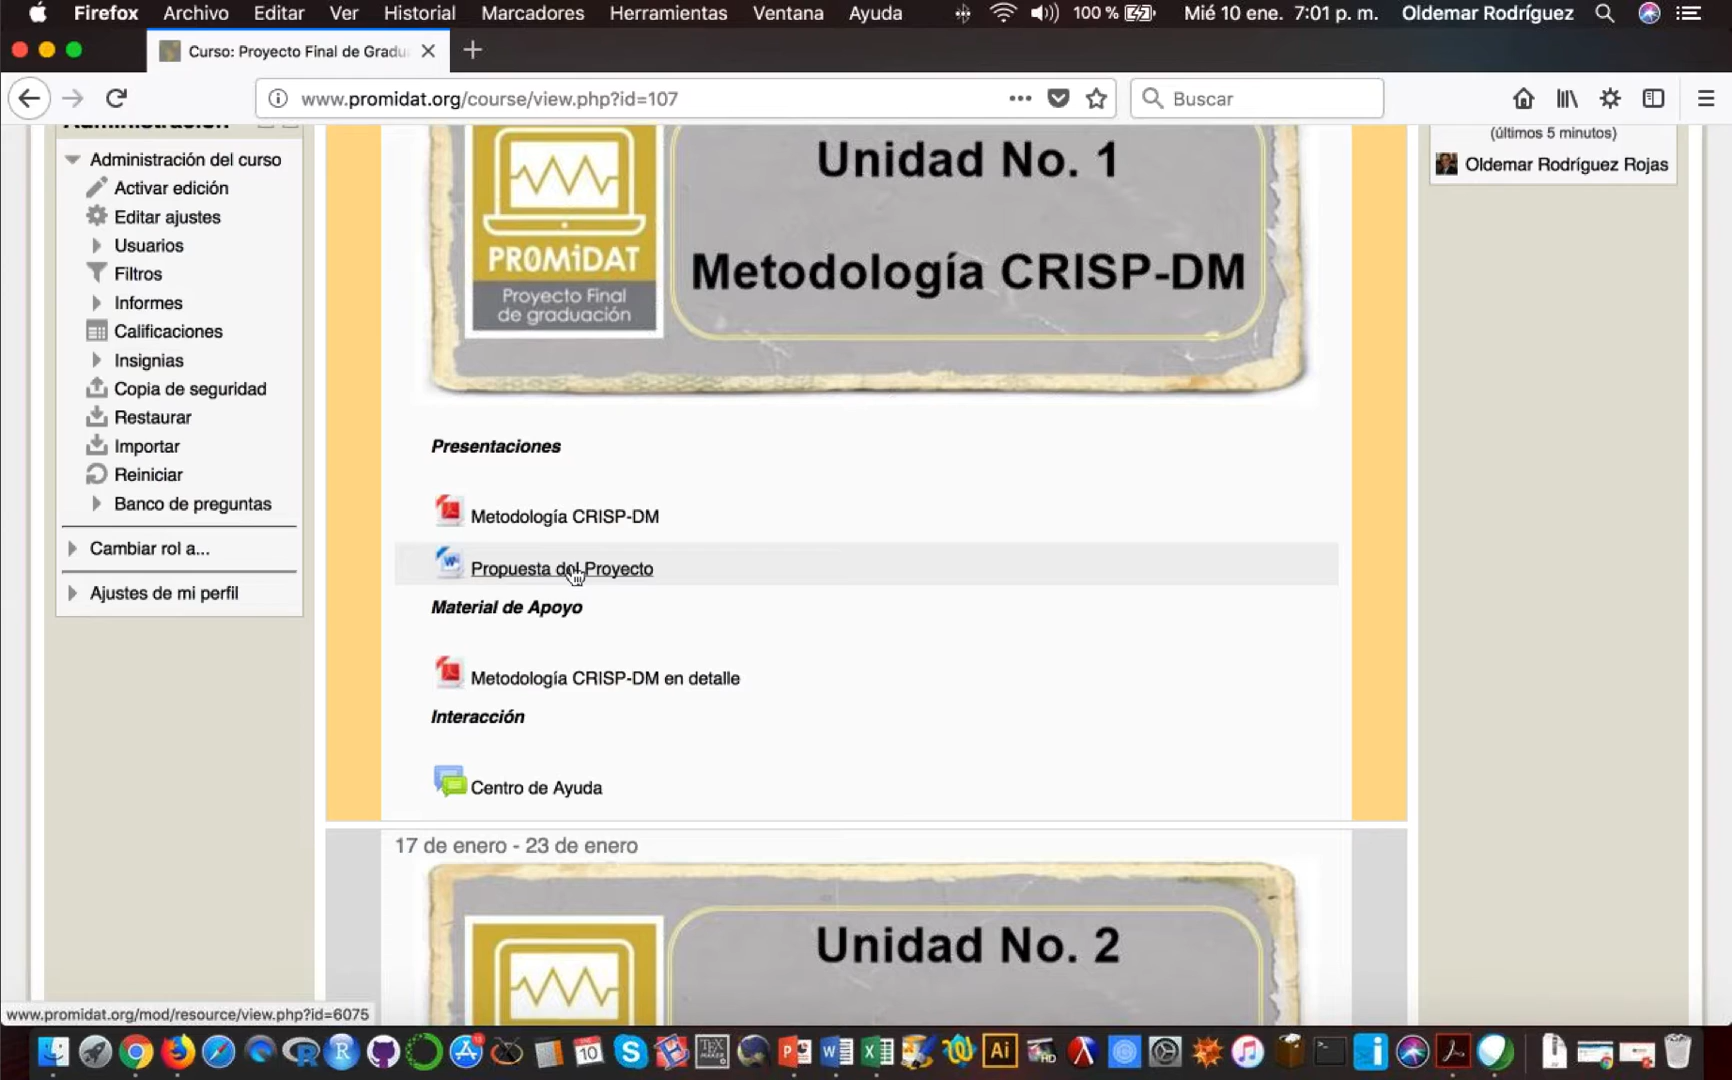 Firefox Archivo Editar Ver Historial Marcadores Herramientas Ventana Ayuda 100 % Mié 10 ene. 7:01 p. m. Oldemar Rodríguez
Curso: Proyecto Final de Gradu
www.promidat.org/course/view.php?id=107
Buscar
Administración
Administración del curso
Activar edición
Editar ajustes
Usuarios
Filtros
Informes
Calificaciones
Insignias
Copia de seguridad
Restaurar
Importar
Reiniciar
Banco de preguntas
Cambiar rol a...
Ajustes de mi perfil
PROMiDAT
Proyecto Final
de graduación
Unidad No. 1
Metodología CRISP-DM
Presentaciones
Metodología CRISP-DM
Propuesta del Proyecto
Material de Apoyo
Metodología CRISP-DM en detalle
Interacción
Centro de Ayuda
17 de enero - 23 de enero
Unidad No. 2
(últimos 5 minutos)
Oldemar Rodríguez Rojas
www.promidat.org/mod/resource/view.php?id=6075